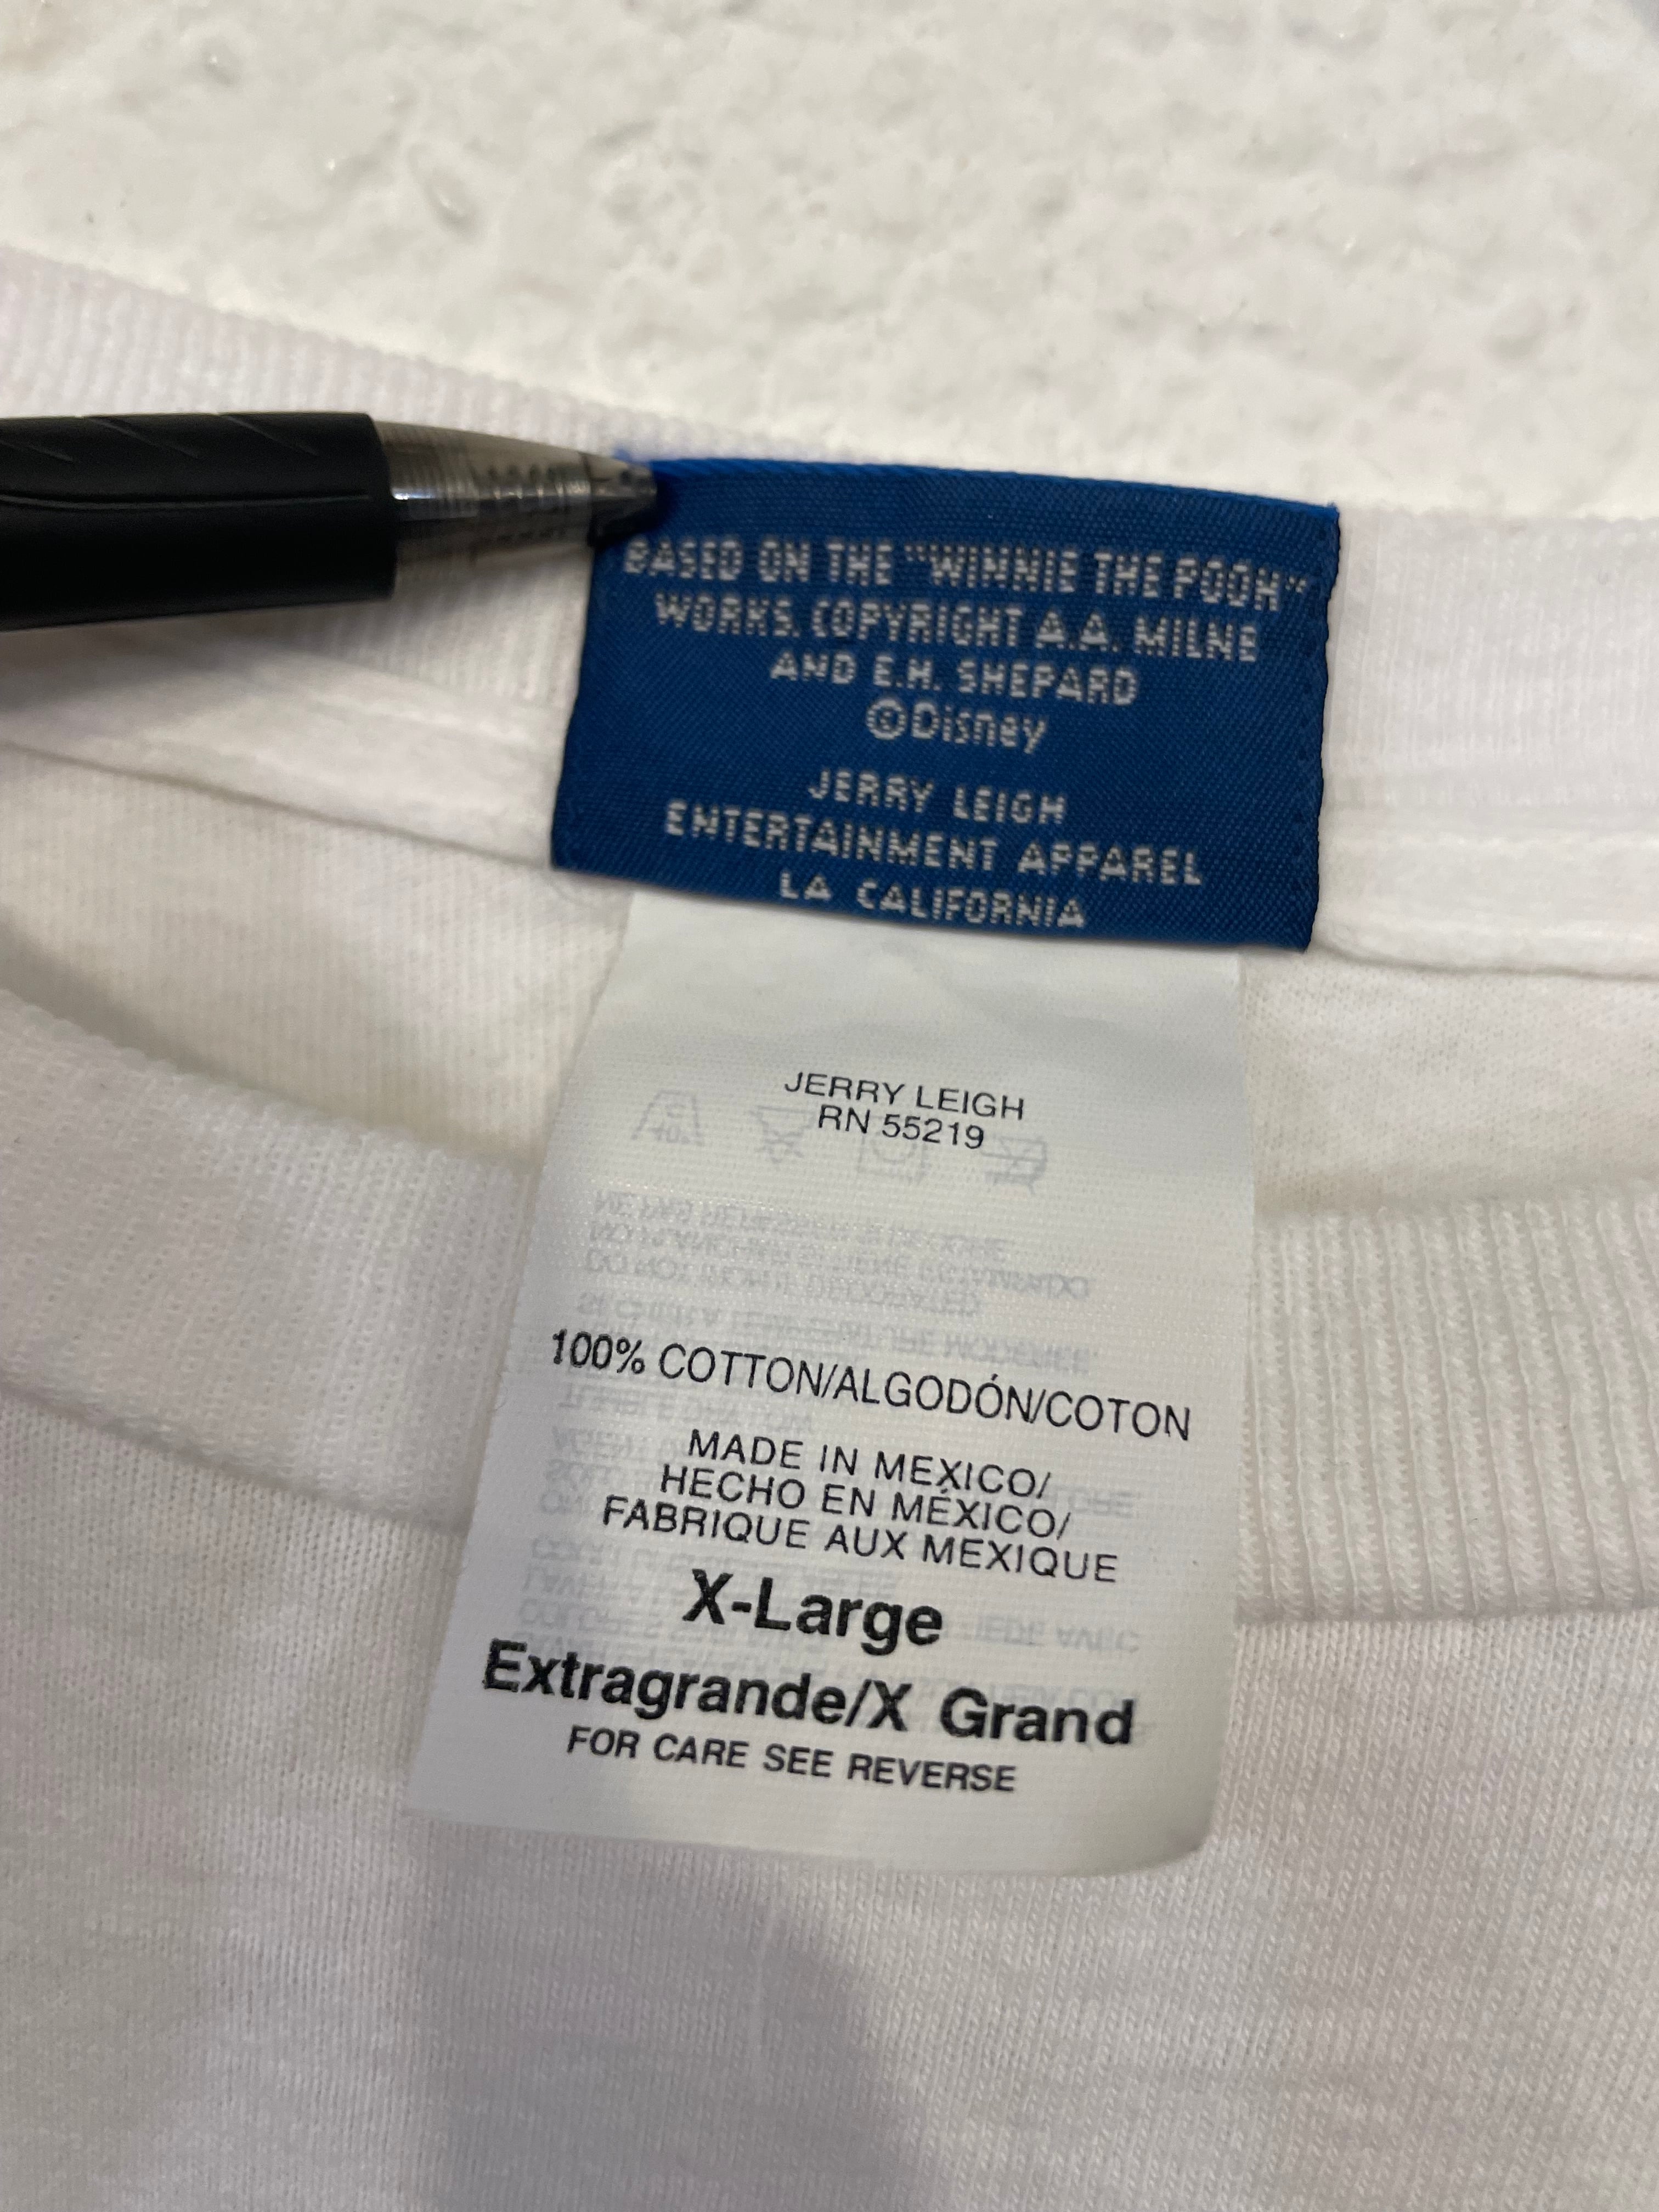 BASED ON THE "WINNIE THE POOH"
WORKS. COPYRIGHT A.A. MILNE
AND E.H. SHEPARD
©Disney
JERRY LEIGH
ENTERTAINMENT APPAREL
LA CALIFORNIA
JERRY LEIGH
RN 55219
100% COTTON/ALGODÓN/COTON
MADE IN MEXICO/
HECHO EN MÉXICO/
FABRIQUE AUX MEXIQUE
X-Large
Extragrande/X Grand
FOR CARE SEE REVERSE